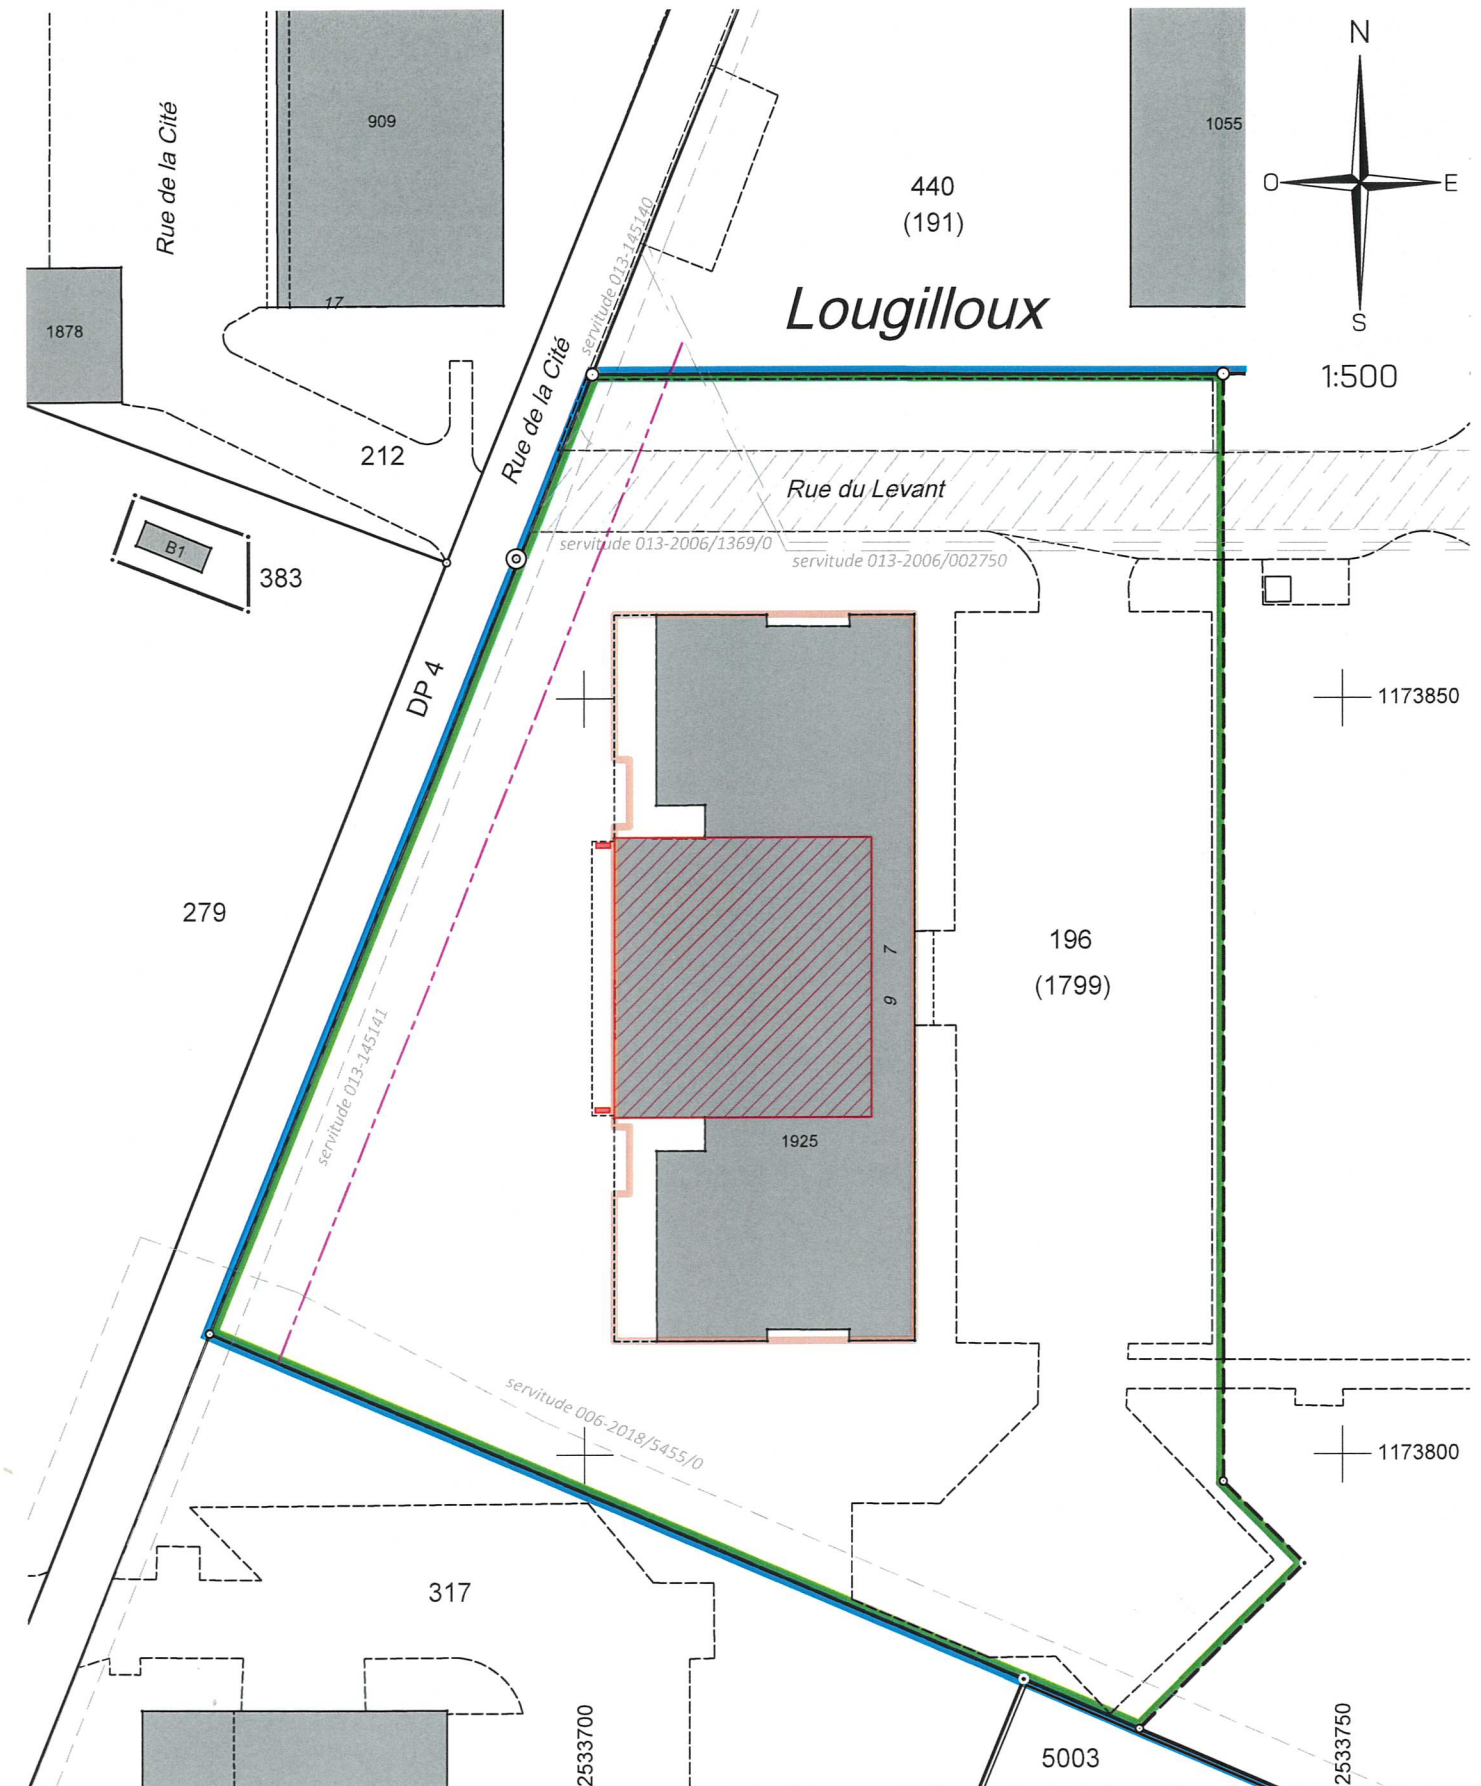 N
O
E
S
1:500
Rue de la Cité
909
17
1878
1055
440
(191)
Lougilloux
servitude 013-145140
Rue de la Cité
212
Rue du Levant
servitude 013-2006/1369/0
servitude 013-2006/002750
B1
383
DP 4
1173850
279
196
(1799)
7
9
servitude 013-145141
1925
servitude 006-2018/5455/0
1173800
317
2533700
5003
2533750